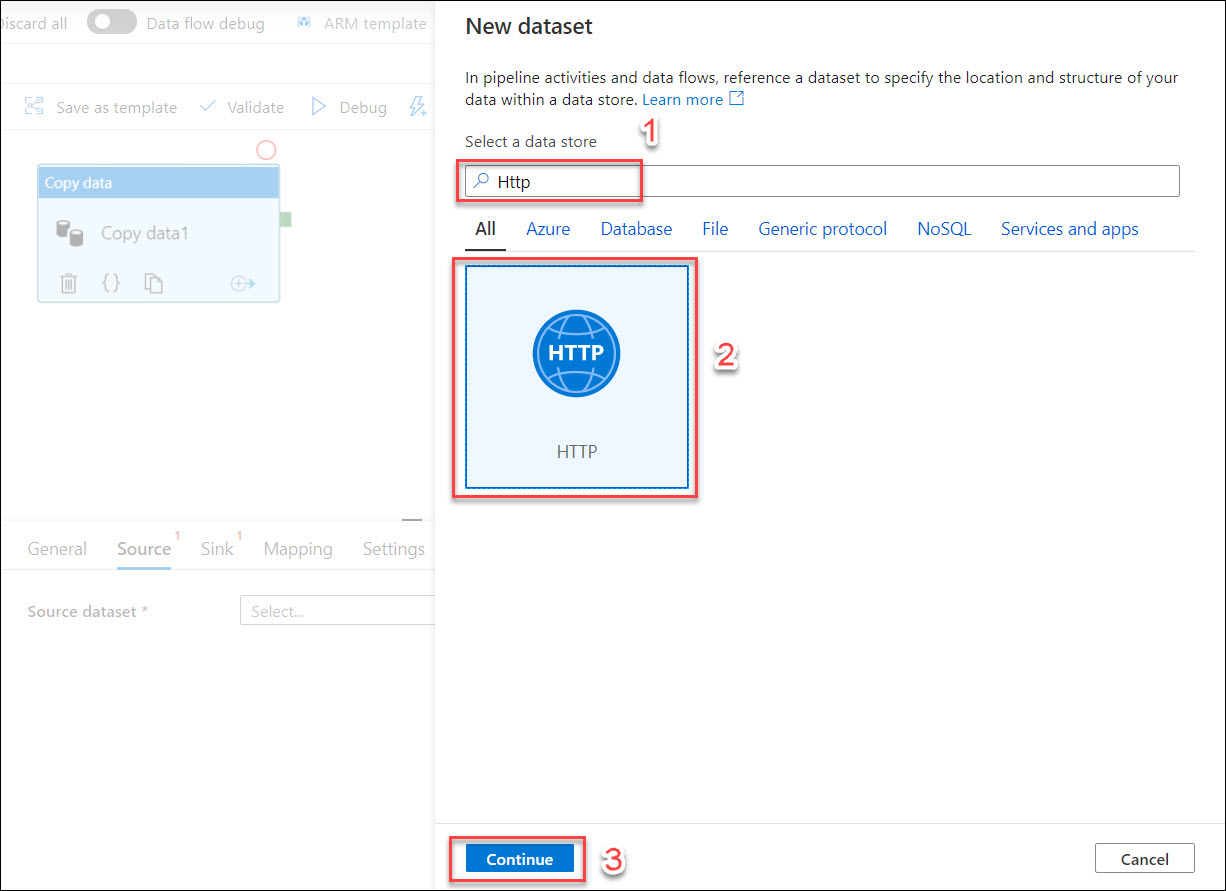 iscard all
Data flow debug
ARM template
Save as template
Validate
Debug
Copy data
Copy data1
General
Source 1
Sink 1
Mapping
Settings
Source dataset *
Select...
New dataset
In pipeline activities and data flows, reference a dataset to specify the location and structure of your
data within a data store. Learn more
Select a data store
1
Http
All
Azure
Database
File
Generic protocol
NoSQL
Services and apps
HTTP
HTTP
2
Continue
3
Cancel